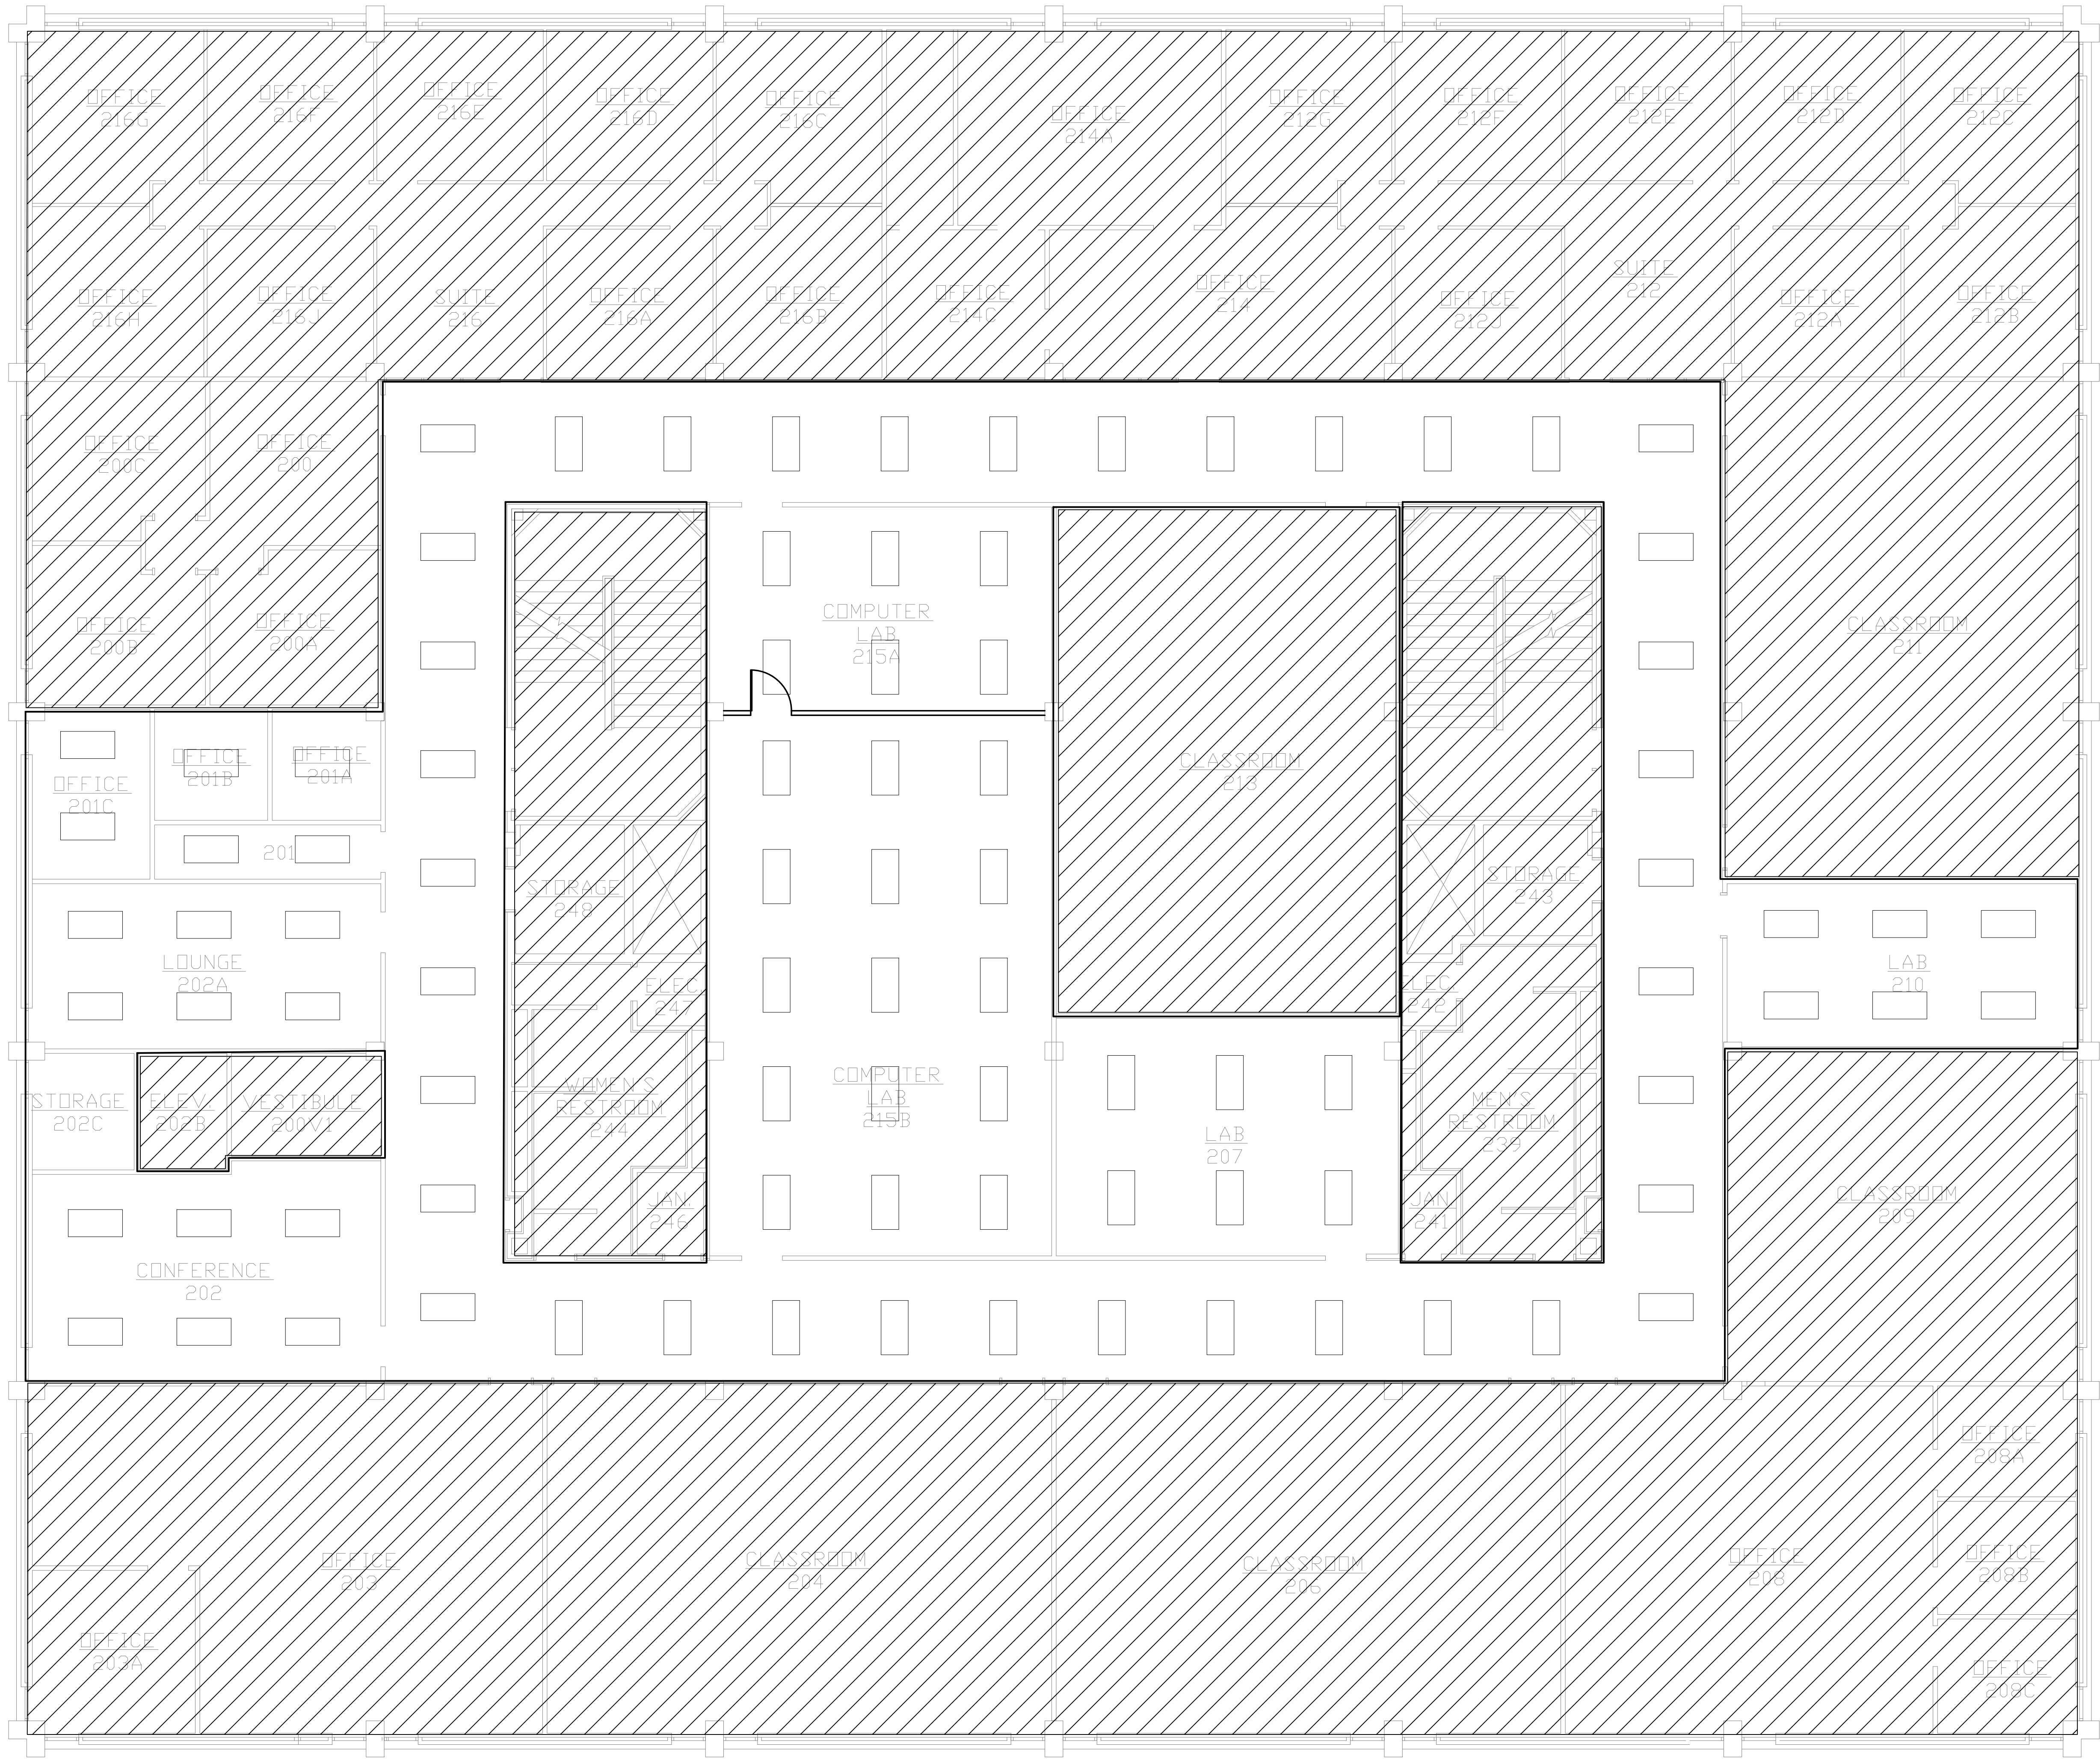 OFFICE
216G
OFFICE
216F
OFFICE
216E
OFFICE
216D
OFFICE
216C
OFFICE
214A
OFFICE
212G
OFFICE
212F
OFFICE
212E
OFFICE
212D
OFFICE
212C
OFFICE
216H
OFFICE
216J
SUITE
216
OFFICE
216A
OFFICE
216B
OFFICE
214C
OFFICE
214
OFFICE
212J
SUITE
212
OFFICE
212A
OFFICE
212B
OFFICE
200C
OFFICE
200
OFFICE
200B
OFFICE
200A
COMPUTER
LAB
215A
CLASSROOM
211
OFFICE
201C
OFFICE
201B
OFFICE
201A
201
CLASSROOM
213
STORAGE
248
STORAGE
243
LOUNGE
202A
ELEC.
247
ELEC.
242
LAB
210
STORAGE
202C
ELEV.
202B
VESTIBULE
200V1
WOMEN'S
RESTROOM
244
COMPUTER
LAB
215B
LAB
207
MEN'S
RESTROOM
239
JAN.
246
JAN.
241
CLASSROOM
209
CONFERENCE
202
OFFICE
208A
OFFICE
203
CLASSROOM
204
CLASSROOM
206
OFFICE
208
OFFICE
208B
OFFICE
203A
OFFICE
208C